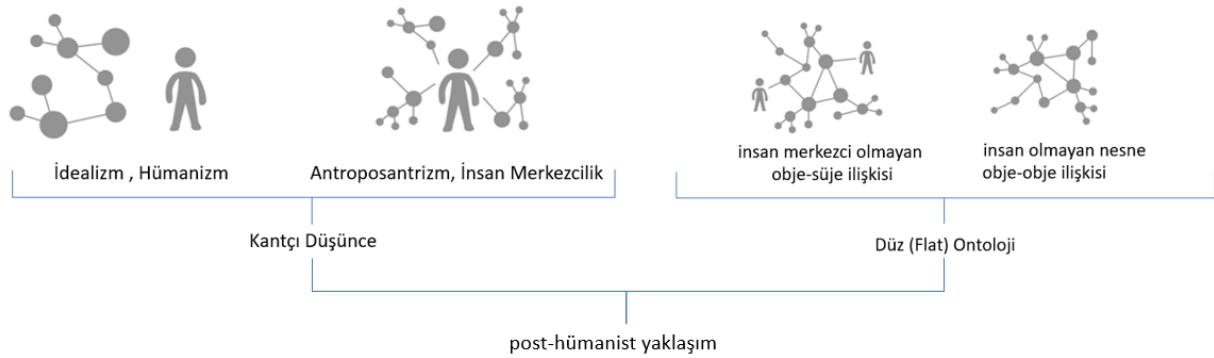 İdealizm , Hümanizm
Antroposantrizm, İnsan Merkezcilik
insan merkezci olmayan
obje-süje ilişkisi
insan olmayan nesne
obje-obje ilişkisi
Kantçı Düşünce
Düz (Flat) Ontoloji
post-hümanist yaklaşım